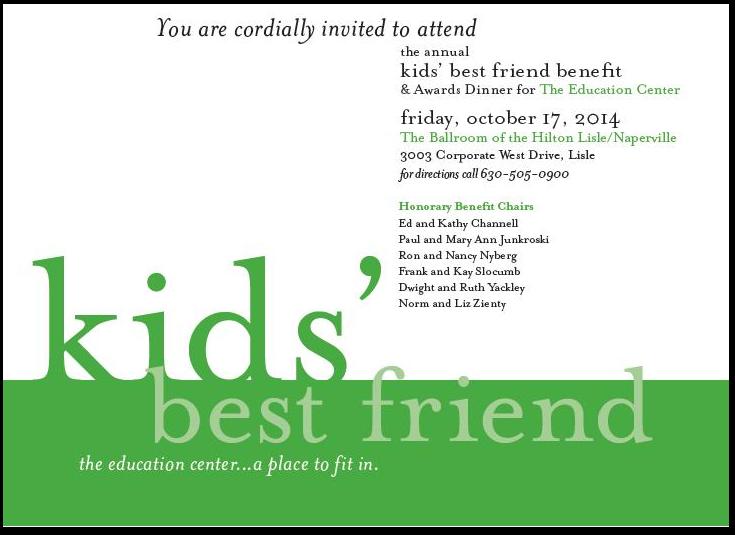 You are cordially invited to attend
the annual
kids' best friend benefit
& Awards Dinner for The Education Center
friday, october 17, 2014
The Ballroom of the Hilton Lisle/Naperville
3003 Corporate West Drive, Lisle
for directions call 630-505-0900
Honorary Benefit Chairs
Ed and Kathy Channell
Paul and Mary Ann Junkroski
Ron and Nancy Nyberg
Frank and Kay Slocumb
Dwight and Ruth Yackley
Norm and Liz Zienty
kids'
best friend
the education center...a place to fit in.